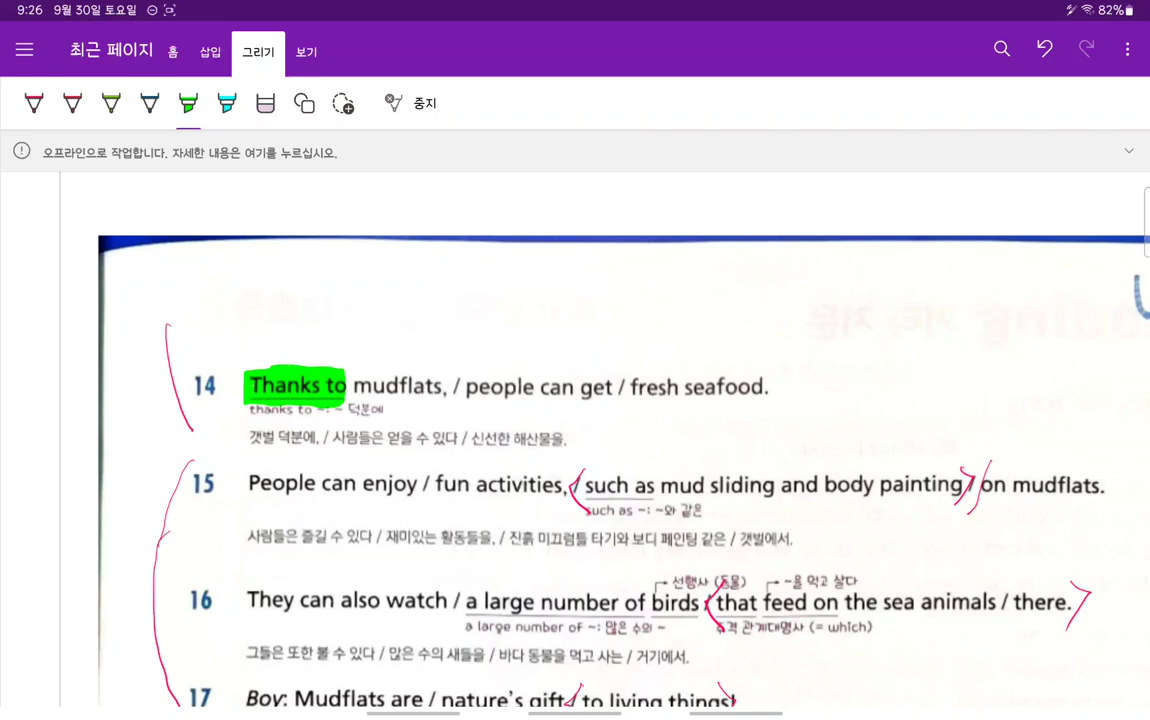 9:26 9월 30일 토요일 82%
최근 페이지 홈 삽입 그리기 보기
중지
오프라인으로 작업합니다. 자세한 내용은 여기를 누르십시오.
14 Thanks to mudflats, / people can get / fresh seafood.
thanks to ~: ~ 덕분에
갯벌 덕분에, / 사람들은 얻을 수 있다 / 신선한 해산물을.
15 People can enjoy / fun activities, / such as mud sliding and body painting / on mudflats.
such as ~: ~와 같은
사람들은 즐길 수 있다 / 재미있는 활동들을, / 진흙 미끄럼틀 타기와 보디 페인팅 같은 / 갯벌에서.
선행사 (동물) ~을 먹고 살다
16 They can also watch / a large number of birds / that feed on the sea animals / there.
a large number of ~: 많은 수의 ~ 주격 관계대명사 (= which)
그들은 또한 볼 수 있다 / 많은 수의 새들을 / 바다 동물을 먹고 사는 / 거기에서.
17 Boy: Mudflats are / nature's gift / to living things!